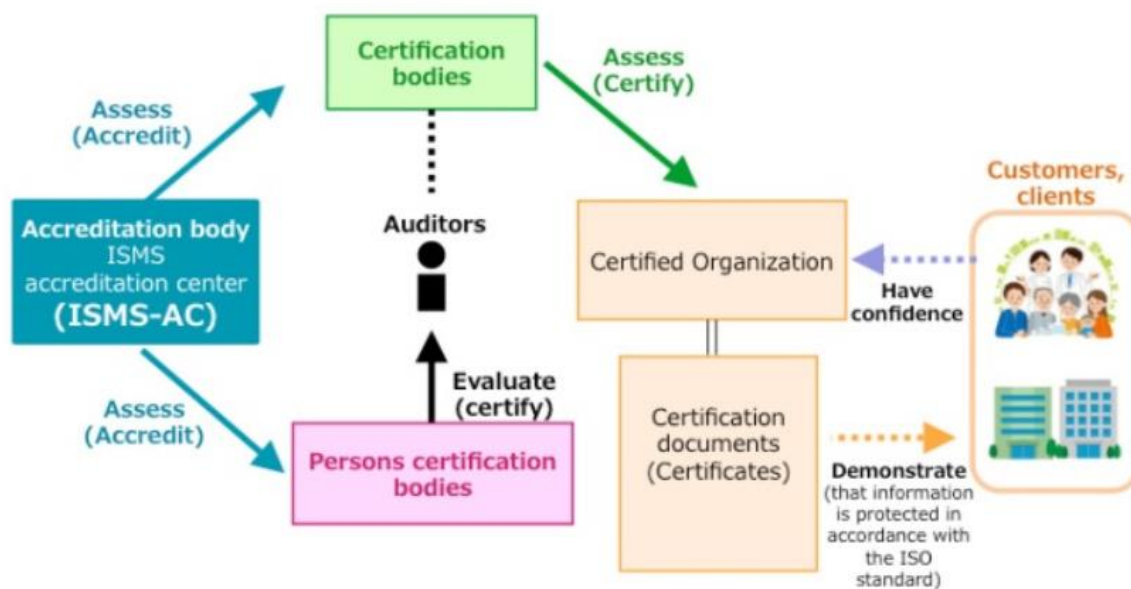 Certification
bodies
Assess
(Certify)
Assess
(Accredit)
Customers,
clients
Accreditation body
ISMS
accreditation center
(ISMS-AC)
Auditors
Certified Organization
Have
confidence
Assess
(Accredit)
Evaluate
(certify)
Persons certification
bodies
Certification
documents
(Certificates)
Demonstrate
(that information
is protected in
accordance with
the ISO
standard)